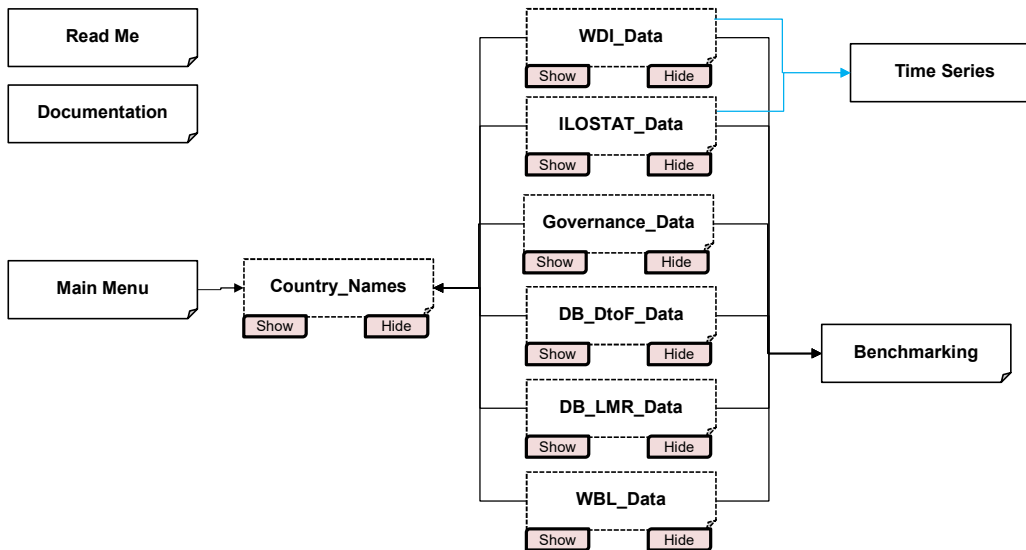 Read Me
Documentation
Main Menu
Country_Names
Show Hide
WDI_Data
Show Hide
ILOSTAT_Data
Show Hide
Governance_Data
Show Hide
DB_DtoF_Data
Show Hide
DB_LMR_Data
Show Hide
WBL_Data
Show Hide
Time Series
Benchmarking